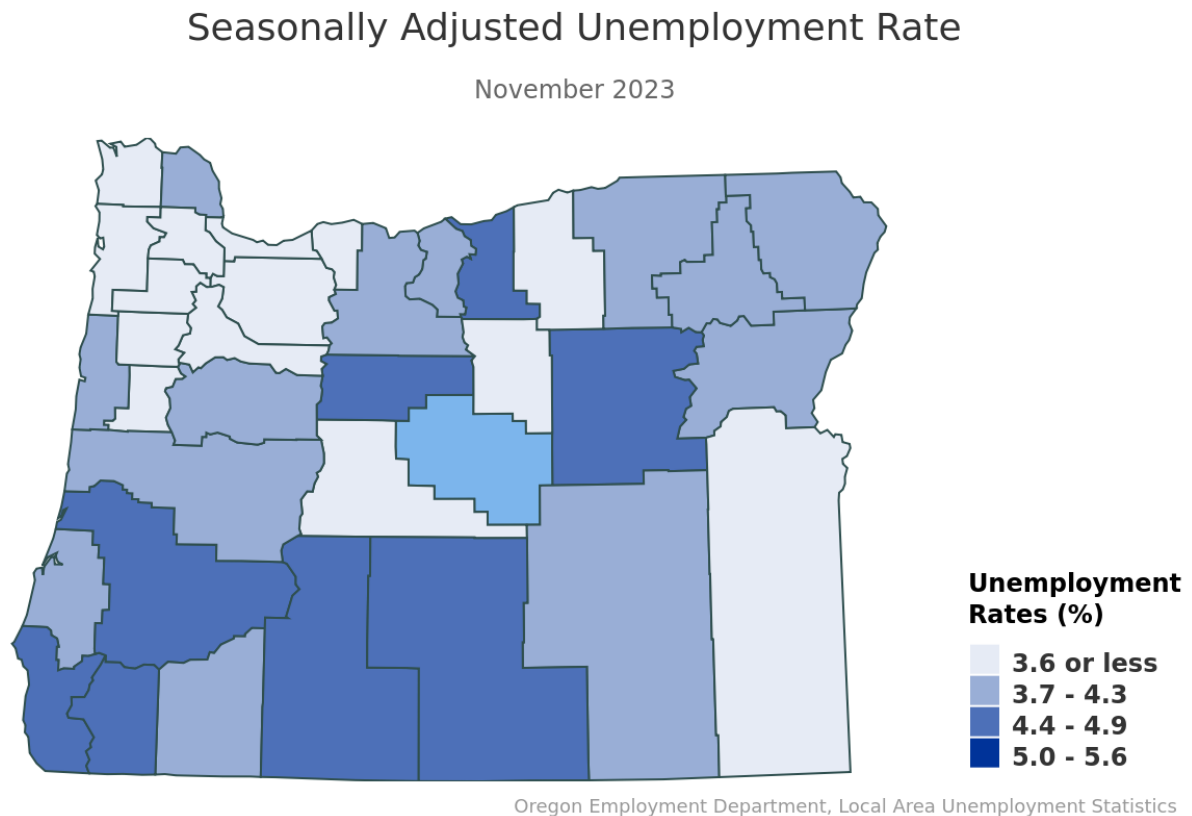 Seasonally Adjusted Unemployment Rate
November 2023
Unemployment
Rates (%)
3.6 or less
3.7 - 4.3
4.4 - 4.9
5.0 - 5.6
Oregon Employment Department, Local Area Unemployment Statistics